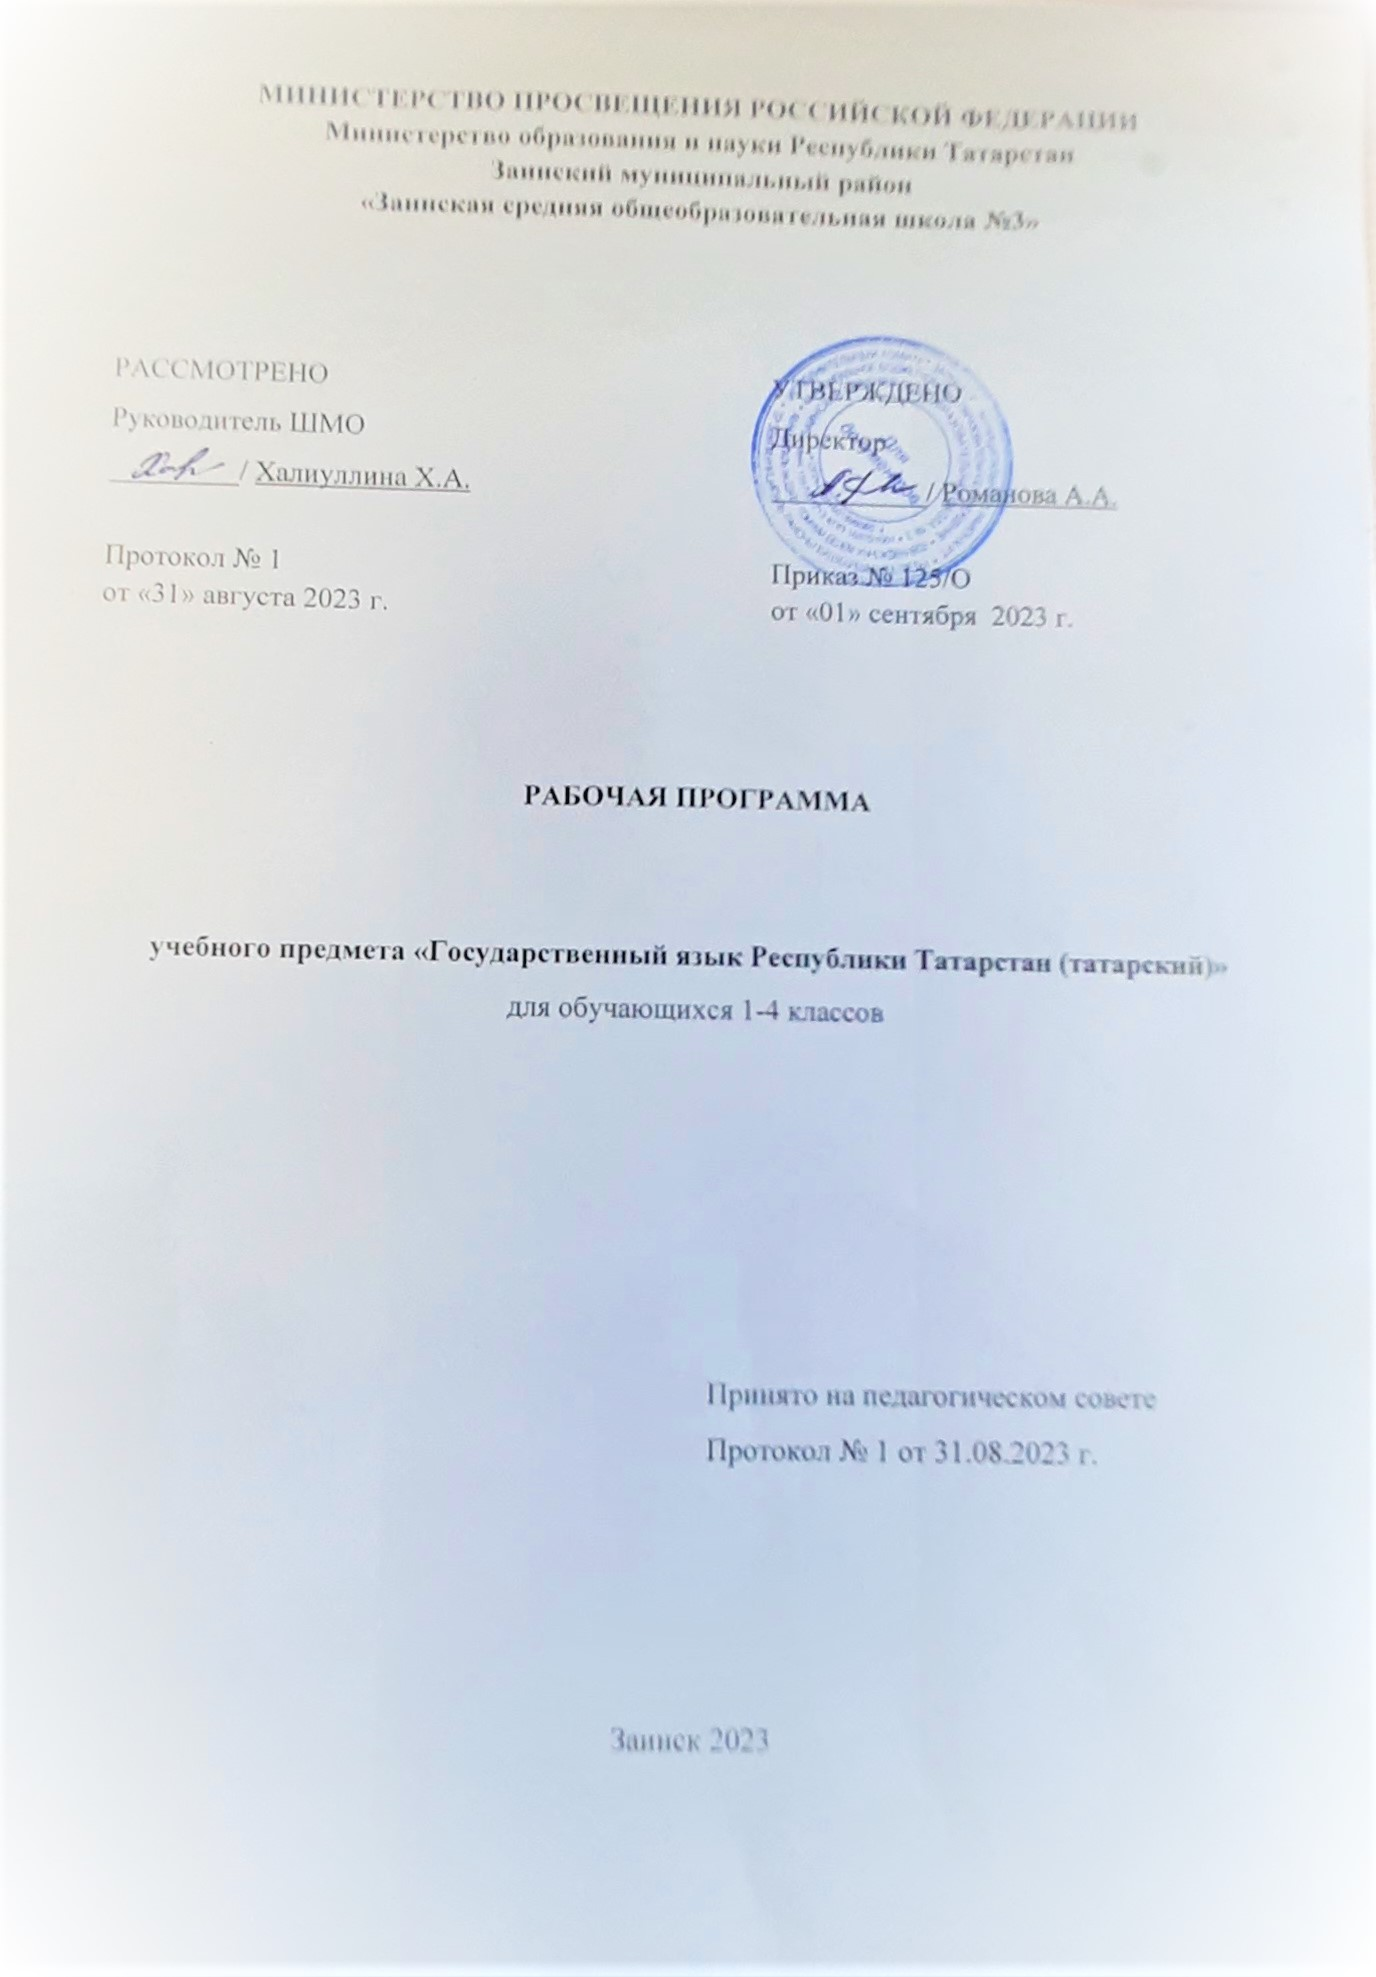 МИНИСТЕРСТВО ПРОСВЕЩЕНИЯ РОССИЙСКОЙ ФЕДЕРАЦИИ
Министерство образования и науки Республики Татарстан
Заинский муниципальный район
«Заинская средняя общеобразовательная школа №3»
РАССМОТРЕНО
Руководитель ШМО
/ Халиуллина Х.А.
Протокол № 1
от «31» августа 2023 г.
УТВЕРЖДЕНО
Директор
/ Романова А.А.
Приказ № 125/О
от «01» сентября 2023 г.
РАБОЧАЯ ПРОГРАММА
учебного предмета «Государственный язык Республики Татарстан (татарский)»
для обучающихся 1-4 классов
Принято на педагогическом совете
Протокол № 1 от 31.08.2023 г.
Заинск 2023